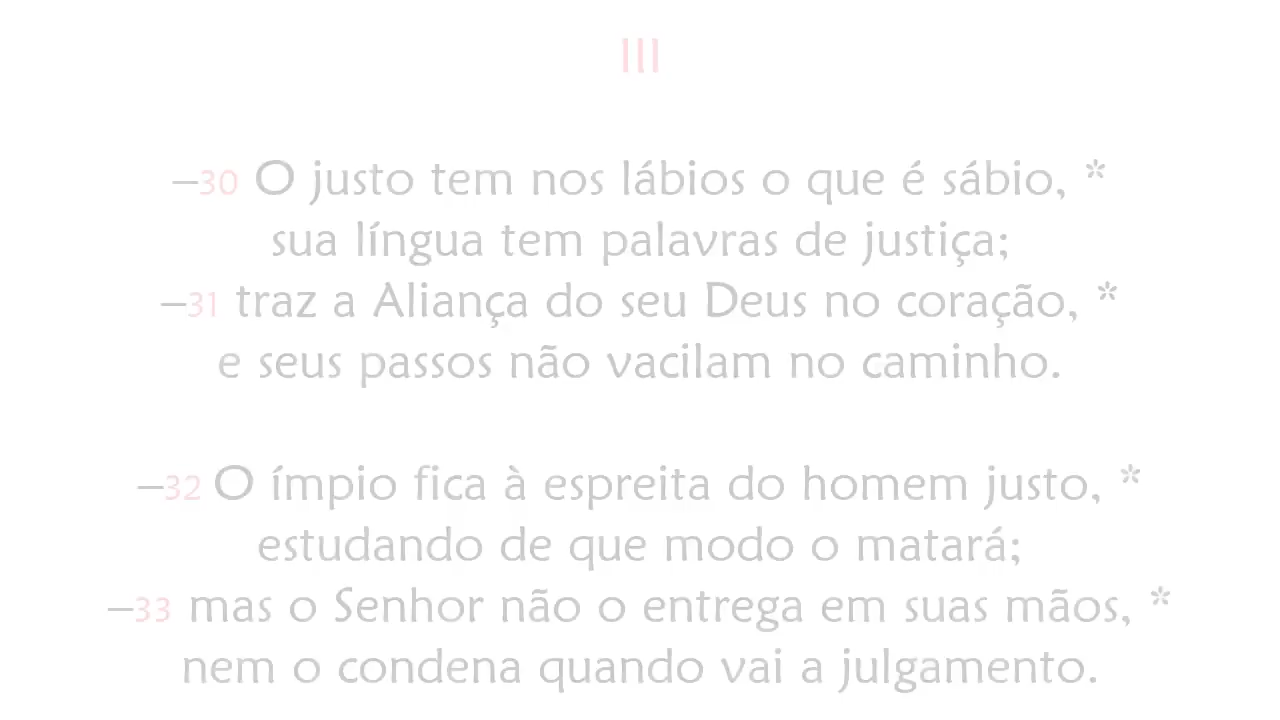 III
–30 O justo tem nos lábios o que é sábio, *
sua língua tem palavras de justiça;
–31 traz a Aliança do seu Deus no coração, *
e seus passos não vacilam no caminho.
–32 O ímpio fica à espreita do homem justo, *
estudando de que modo o matará;
–33 mas o Senhor não o entrega em suas mãos, *
nem o condena quando vai a julgamento.